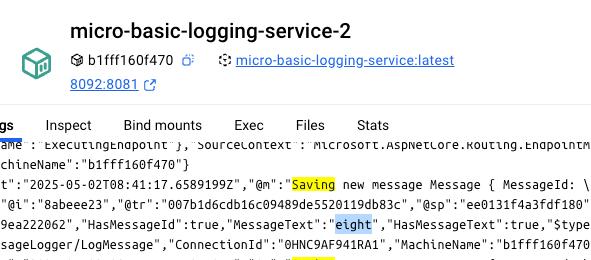 micro-basic-logging-service-2
b1fff160f470 micro-basic-logging-service:latest
8092:8081
gs Inspect Bind mounts Exec Files Stats
ame":"ExecutingEndpoint"},"SourceContext":"Microsoft.AspNetCore.Routing.EndpointM
chineName":"b1fff160f470"}
t":"2025-05-02T08:41:17.6589199Z","@m":"Saving new message Message { MessageId: \
"@i":"8abeee23","@tr":"007b1d6cdb16c09489de5520119db83c","@sp":"ee0131f4a3fdf180"
9ea222062","HasMessageId":true,"MessageText":"eight","HasMessageText":true,"$type
sageLogger/LogMessage","ConnectionId":"0HNC9AF941RA1","MachineName":"b1fff160f470